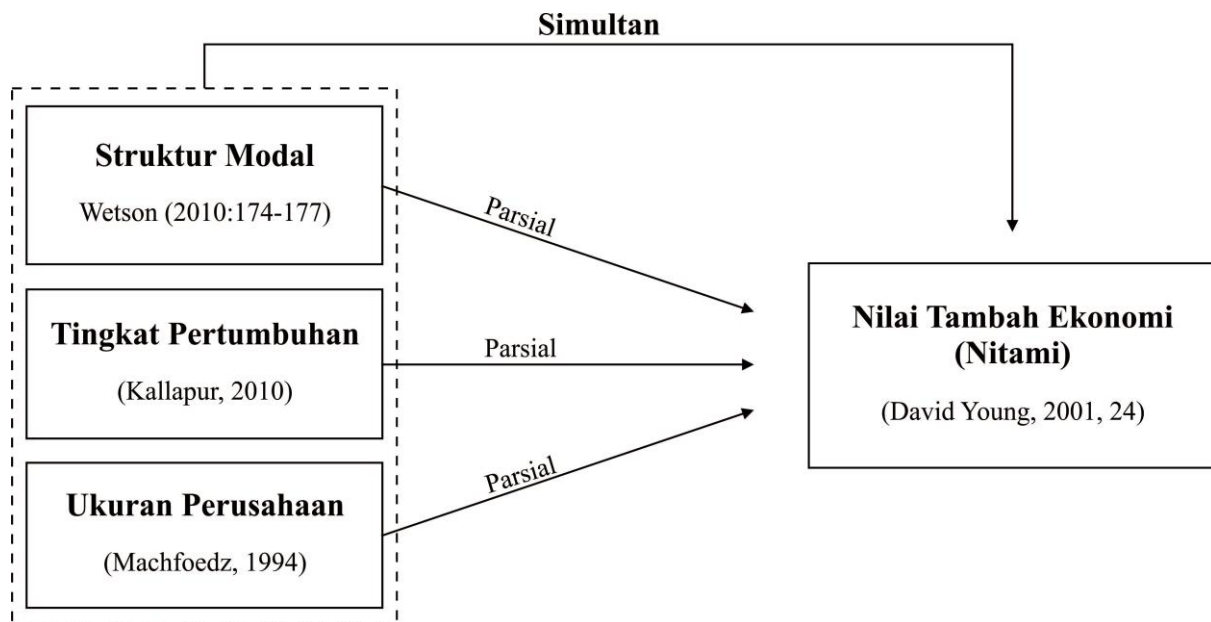 Simultan
Struktur Modal
Wetson (2010:174-177)
Parsial
Tingkat Pertumbuhan
(Kallapur, 2010)
Parsial
Nilai Tambah Ekonomi
(Nitami)
(David Young, 2001, 24)
Ukuran Perusahaan
(Machfoedz, 1994)
Parsial